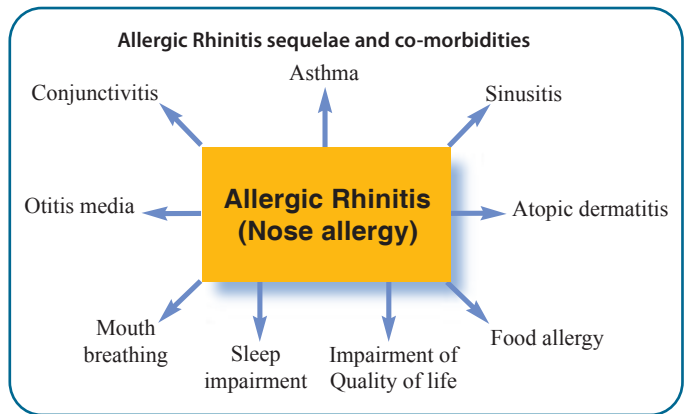 Allergic Rhinitis sequelae and co-morbidities
Asthma
Conjunctivitis
Sinusitis
Otitis media
Allergic Rhinitis
(Nose allergy)
Atopic dermatitis
Mouth
breathing
Sleep
impairment
Impairment of
Quality of life
Food allergy